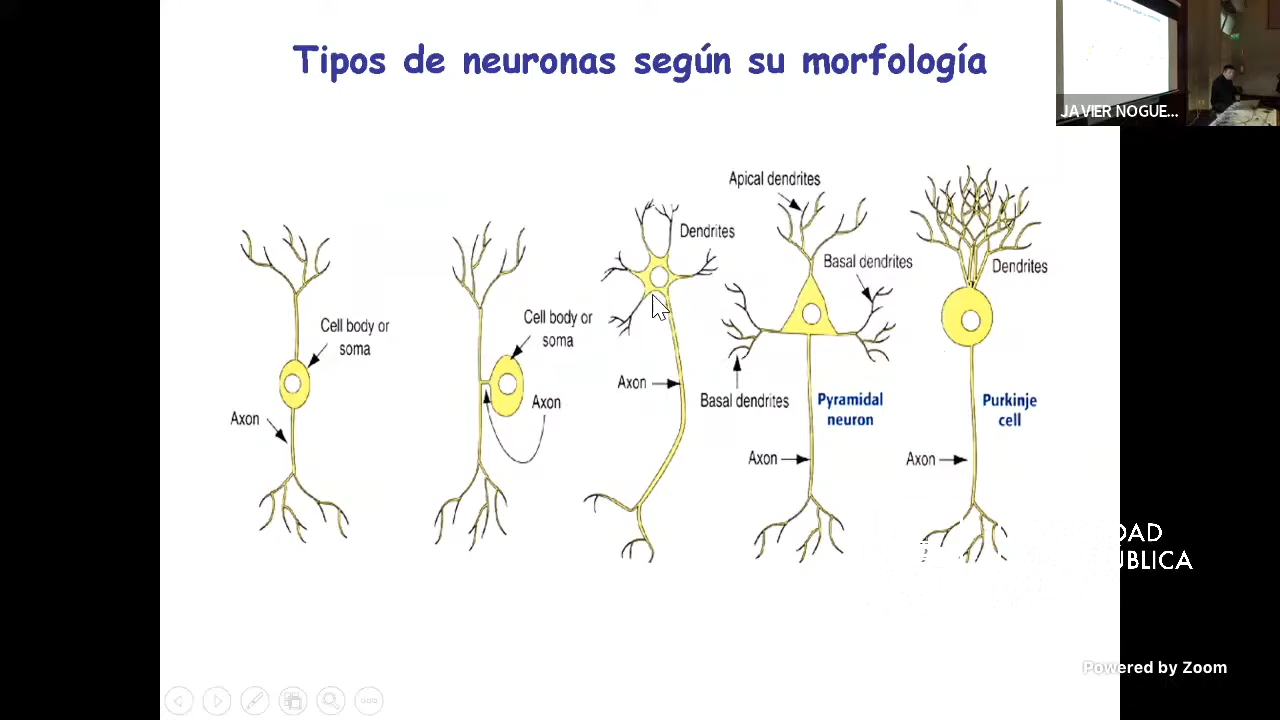 Tipos de neuronas según su morfología
JAVIER NOGUE...
Apical dendrites
Dendrites
Basal dendrites
Dendrites
Cell body or
soma
Cell body or
soma
Axon
Axon
Axon
Basal dendrites
Pyramidal
neuron
Purkinje
cell
Axon
Axon
DAD
ÚBLICA
Powered by Zoom